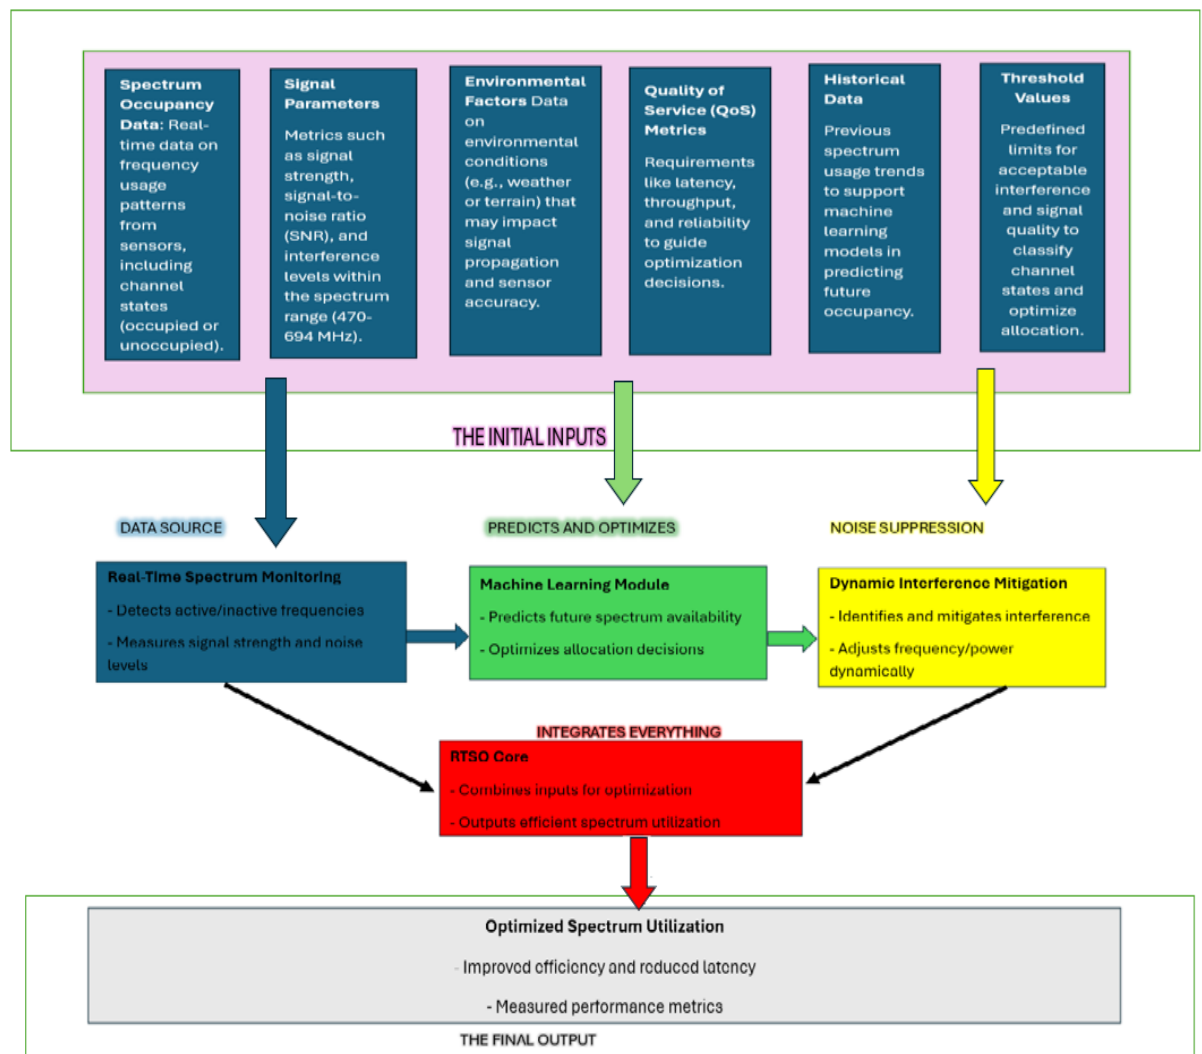 Spectrum
Occupancy
Data: Real-
time data on
frequency
usage
patterns
from
sensors,
including
channel
states
(occupied or
unoccupied).
Signal
Parameters
Metrics such
as signal
strength,
signal-to-
noise ratio
(SNR), and
interference
levels within
the spectrum
range (470-
694 MHz).
Environmental
Factors Data
on
environmental
conditions
(e.g., weather
or terrain) that
may impact
signal
propagation
and sensor
accuracy.
Quality of
Service (QoS)
Metrics
Requirements
like latency,
throughput,
and reliability
to guide
optimization
decisions.
Historical
Data
Previous
spectrum
usage trends
to support
machine
learning
models in
predicting
future
occupancy.
Threshold
Values
Predefined
limits for
acceptable
interference
and signal
quality to
classify
channel
states and
optimize
allocation.
THE INITIAL INPUTS
DATA SOURCE
PREDICTS AND OPTIMIZES
NOISE SUPPRESSION
Real-Time Spectrum Monitoring
- Detects active/inactive frequencies
- Measures signal strength and noise
levels
Machine Learning Module
- Predicts future spectrum availability
- Optimizes allocation decisions
Dynamic Interference Mitigation
- Identifies and mitigates interference
- Adjusts frequency/power
dynamically
INTEGRATES EVERYTHING
RTSO Core
- Combines inputs for optimization
- Outputs efficient spectrum utilization
Optimized Spectrum Utilization
- Improved efficiency and reduced latency
- Measured performance metrics
THE FINAL OUTPUT